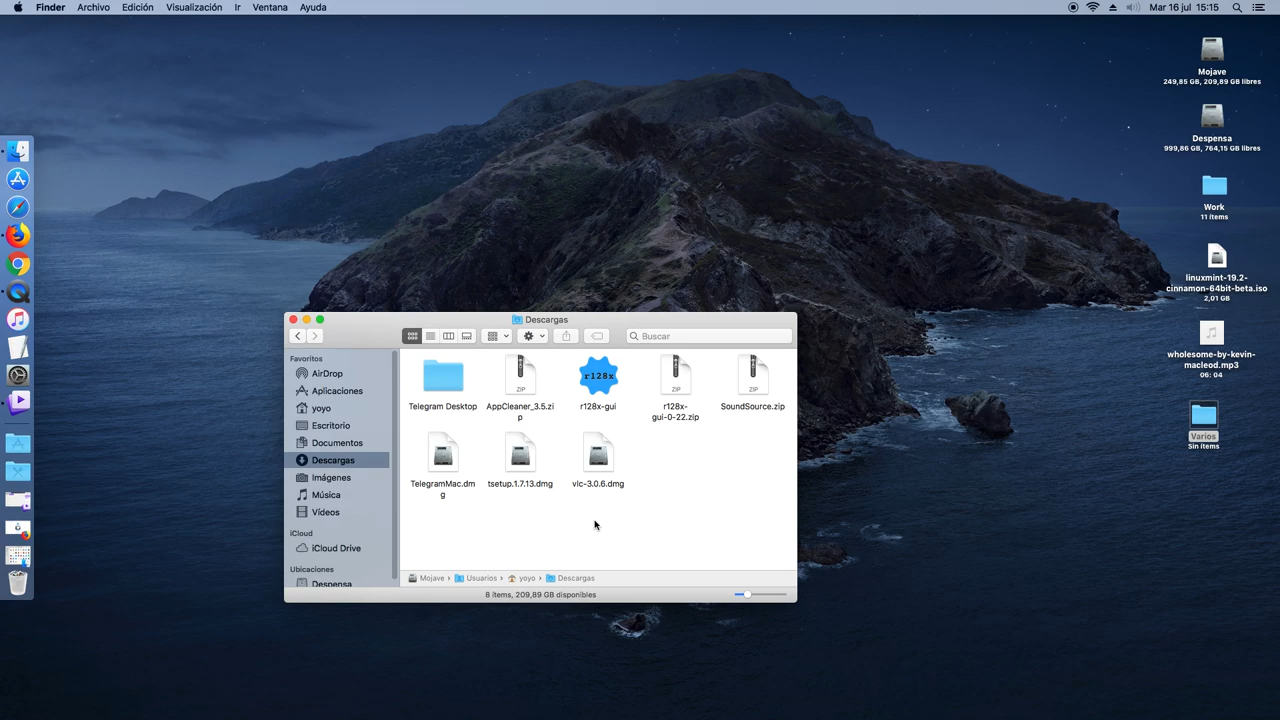 Finder Archivo Edición Visualización Ir Ventana Ayuda Mar 16 jul 15:15
Mojave
249,85 GB, 209,89 GB libres
Despensa
999,86 GB, 764,15 GB libres
Work
11 ítems
linuxmint-19.2-
cinnamon-64bit-beta.iso
2,01 GB
wholesome-by-kevin-
macleod.mp3
06: 04
Varios
Sin ítems
Descargas
Buscar
Favoritos
AirDrop
Aplicaciones
yoyo
Escritorio
Documentos
Descargas
Imágenes
Música
Vídeos
iCloud
iCloud Drive
Ubicaciones
Despensa
ZIP
r128x
ZIP
ZIP
Telegram Desktop
AppCleaner_3.5.zi
p
r128x-gui
r128x-
gui-0-22.zip
SoundSource.zip
TelegramMac.dm
g
tsetup.1.7.13.dmg
vlc-3.0.6.dmg
Mojave › Usuarios › yoyo › Descargas
8 ítems, 209,89 GB disponibles